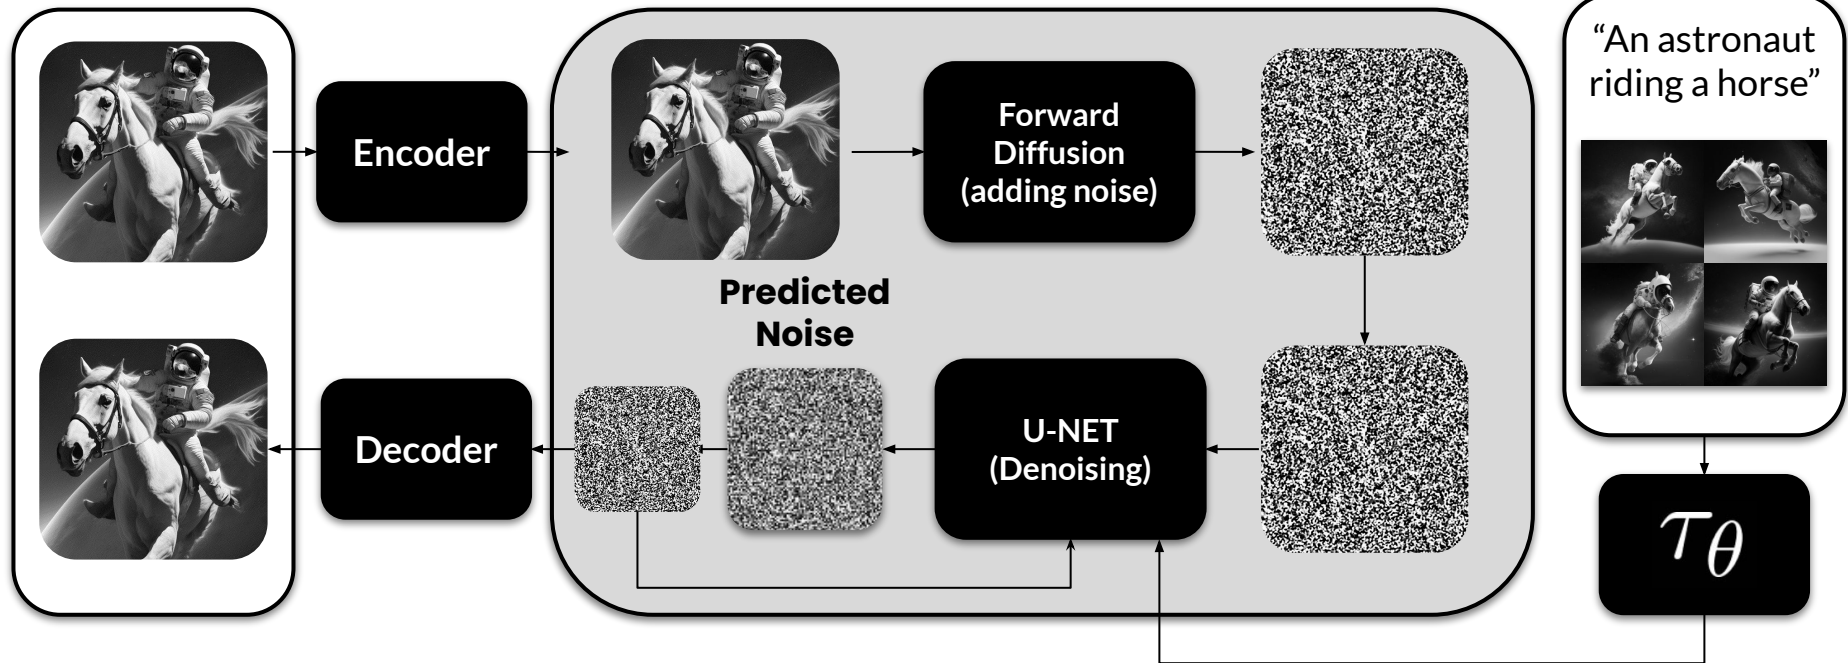 Encoder
Forward
Diffusion
(adding noise)
“An astronaut
riding a horse”
Predicted
Noise
Decoder
U-NET
(Denoising)
τθ